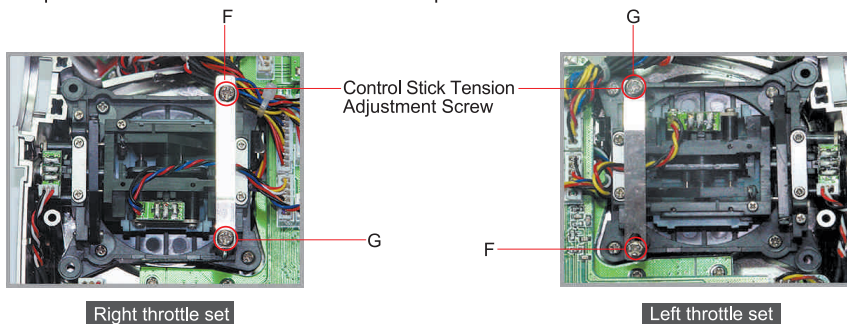 F
G
Control Stick Tension
Adjustment Screw
G
F
Right throttle set
Left throttle set